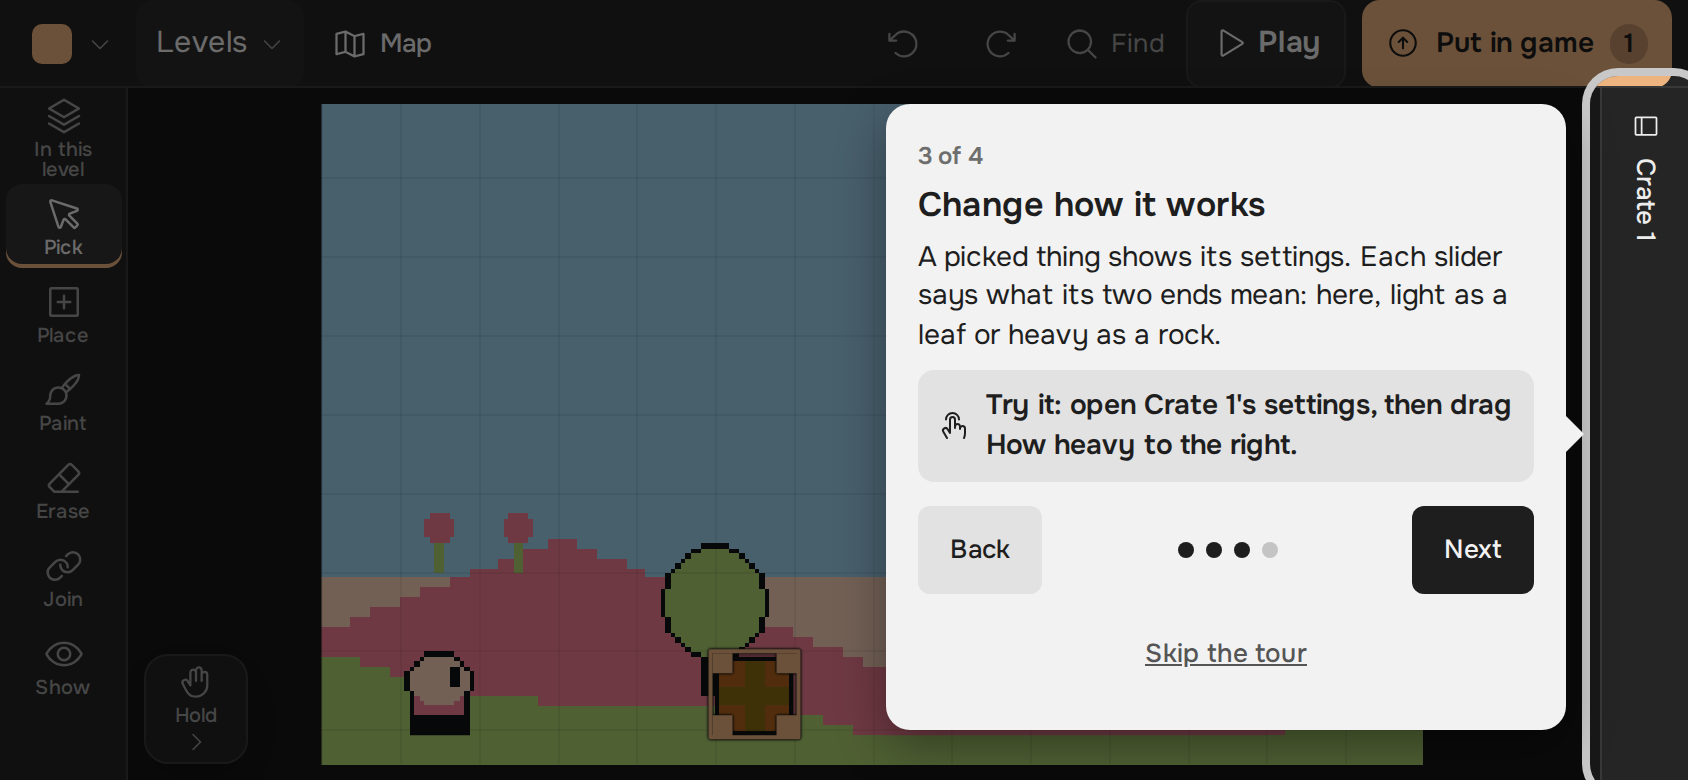 Levels
Map
Find
Play
Put in game 1
In this
level
Pick
Place
Paint
Erase
Join
Show
Hold
3 of 4
Change how it works
A picked thing shows its settings. Each slider
says what its two ends mean: here, light as a
leaf or heavy as a rock.
Try it: open Crate 1's settings, then drag
How heavy to the right.
Back
Next
Skip the tour
Crate 1